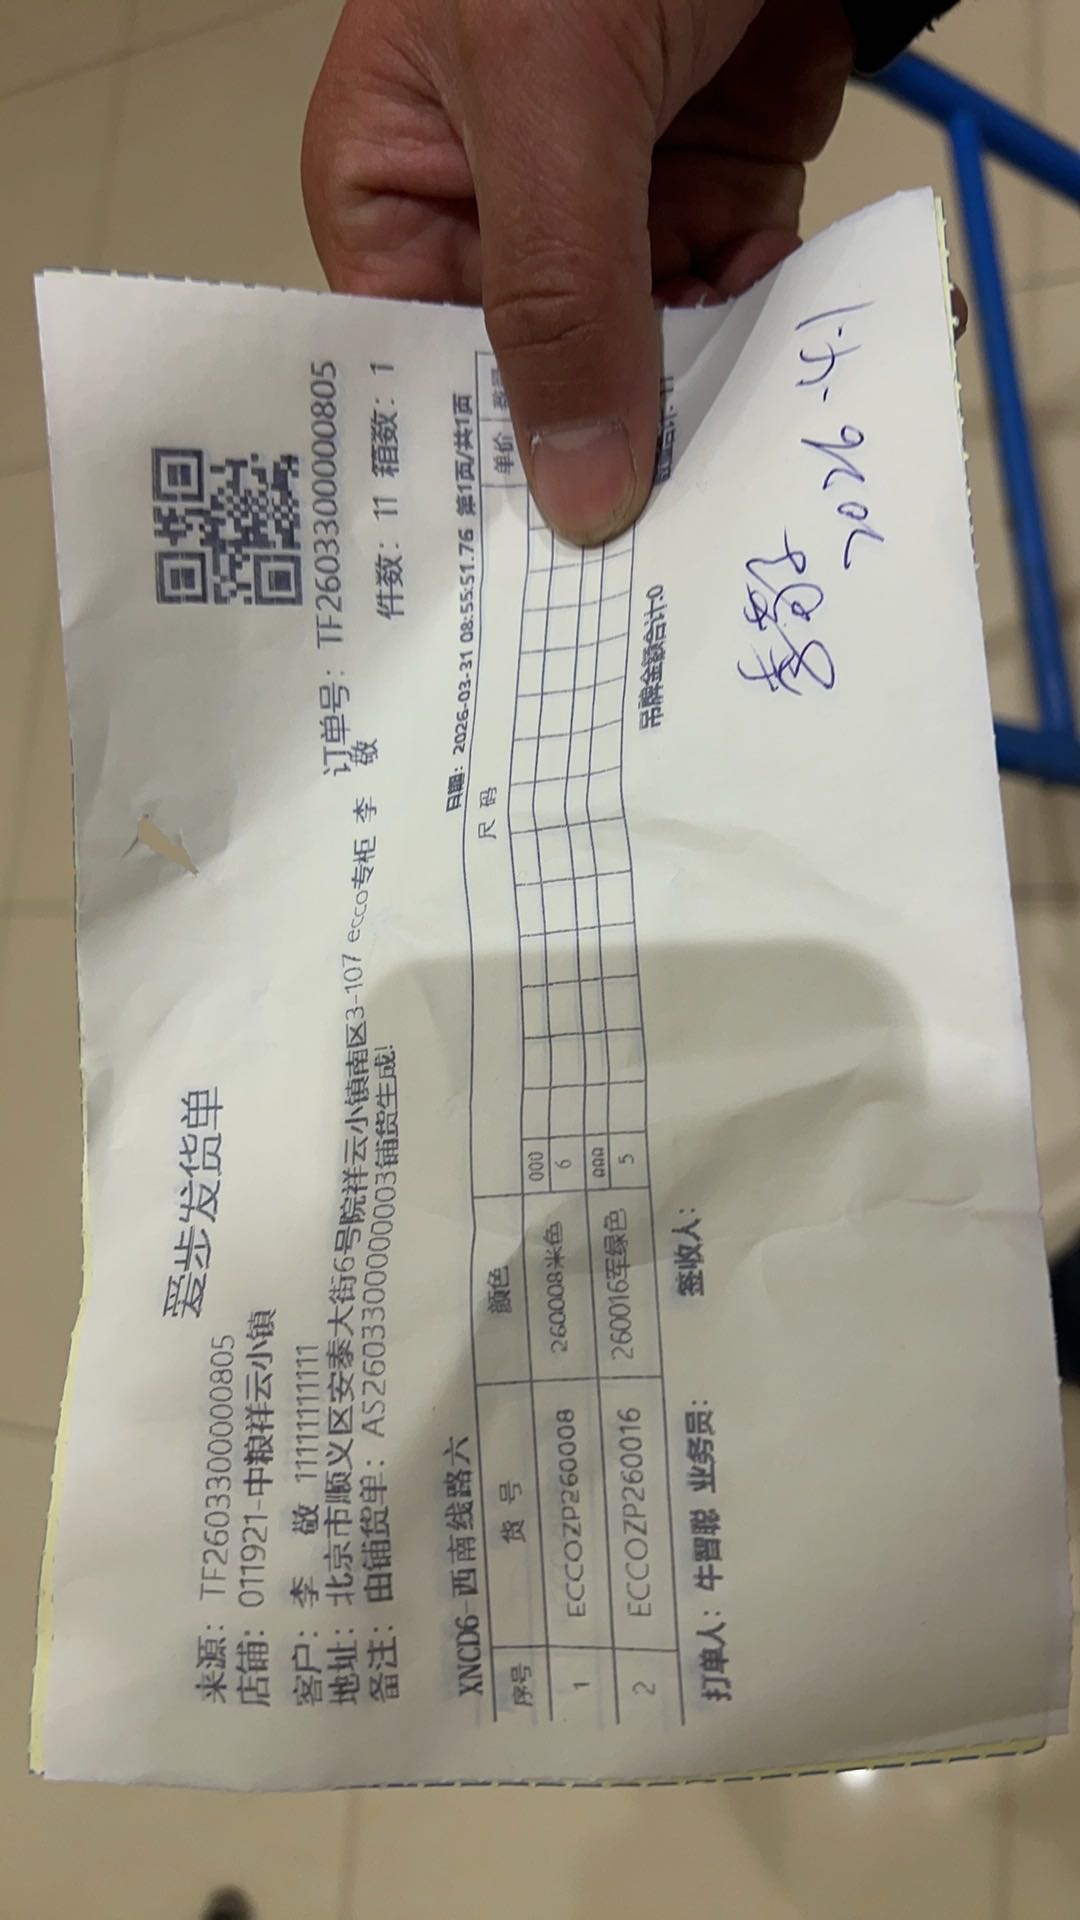 爱步发货单
来源： TF260330000805
店铺：011921-中粮祥云小镇
订单号： TF260330000805
客户： 李 敬 11111111111
件数： 11 箱数： 1
地址： 北京市顺义区安泰大街6号院祥云小镇南区3-107 ecco专柜 李 敬
备注： 由铺货单：AS260330000003铺货生成!
XNCD6-西南线路六 日期：2026-03-31 08:55:51.76 第1页/共1页
序号 货 号 颜色 尺 码 单价
000
1 ECCOZP260008 260008米色 6
000
2 ECCOZP260016 260016军绿色 5
吊牌金额合计:0
打单人：牛智聪 业务员： 签收人：
2026-4-1